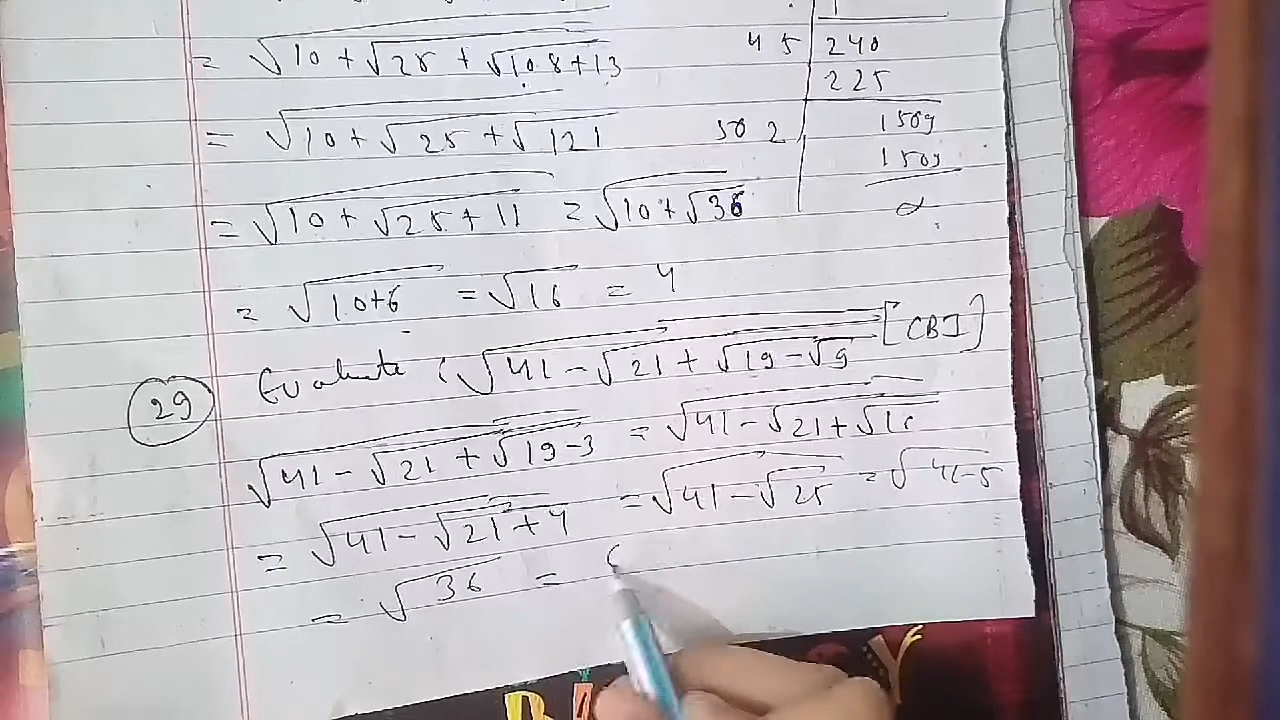 = √10 + √25 + √108 + 13
= √10 + √25 + √121
= √10 + √25 + 11 = √10 + √36
= √10+6 = √16 = 4
45 240
225
502 1509
1509
29 Evaluate : √41 - √21 + √19 - √9 [CBI]
√41 - √21 + √19 - 3 = √41 - √21 + √16
= √41 - √21 + 4 = √41 - √25 = √41-5
= √36 = 6